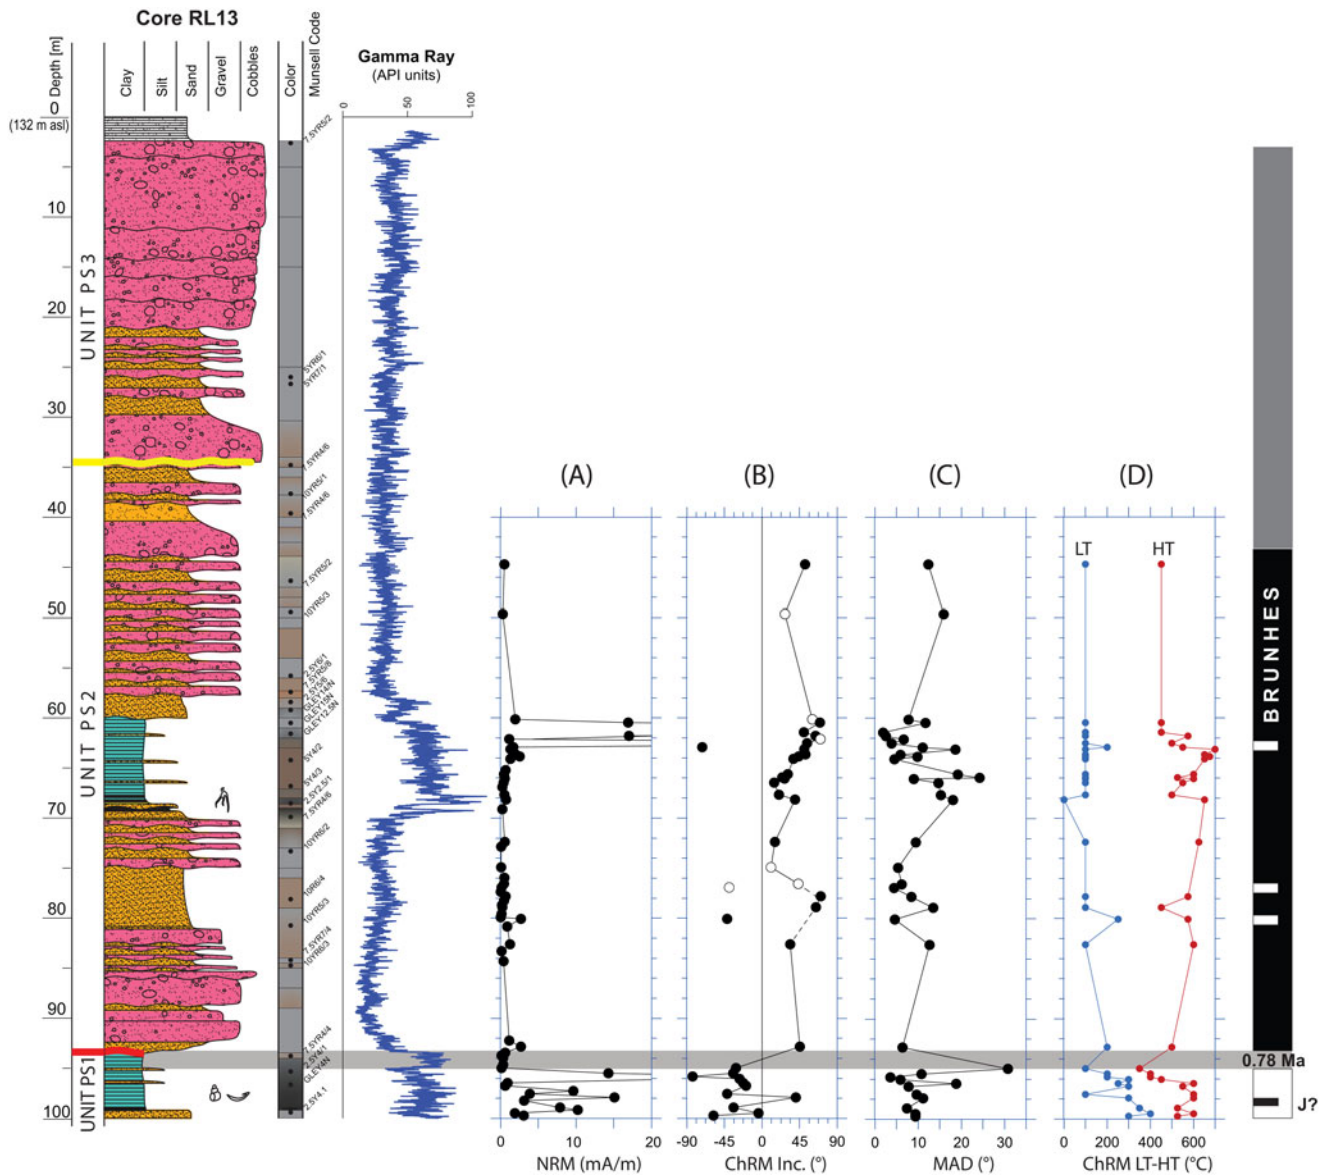 Core RL13
Depth [m]
Clay
Silt
Sand
Gravel
Cobbles
Color
Munsell Code
Gamma Ray
(API units)
0
50
100
0
(132 m asl)
10
20
30
40
50
60
70
80
90
100
UNIT PS3
UNIT PS2
UNIT PS1
7.5YR5/2
5YR6/1
5YR7/1
7.5YR4/6
10YR5/1
7.5YR4/6
7.5YR5/2
10YR5/3
2.5Y6/1
7.5YR5/8
2.5Y5/6
GLEY14/N
GLEY15N
GLEY12.5N
5Y4/2
5Y4/3
2.5Y2.5/1
7.5YR4/6
10YR6/2
10R6/4
10YR5/3
7.5YR7/4
10YR6/3
7.5YR4/4
2.5Y4/1
GLEY4N
2.5Y4.1
(A)
(B)
(C)
(D)
LT
HT
BRUNHES
0.78 Ma
J?
0
10
20
-90
-45
0
45
90
0
10
20
30
40
0
200
400
600
NRM (mA/m)
ChRM Inc. (°)
MAD (°)
ChRM LT-HT (°C)